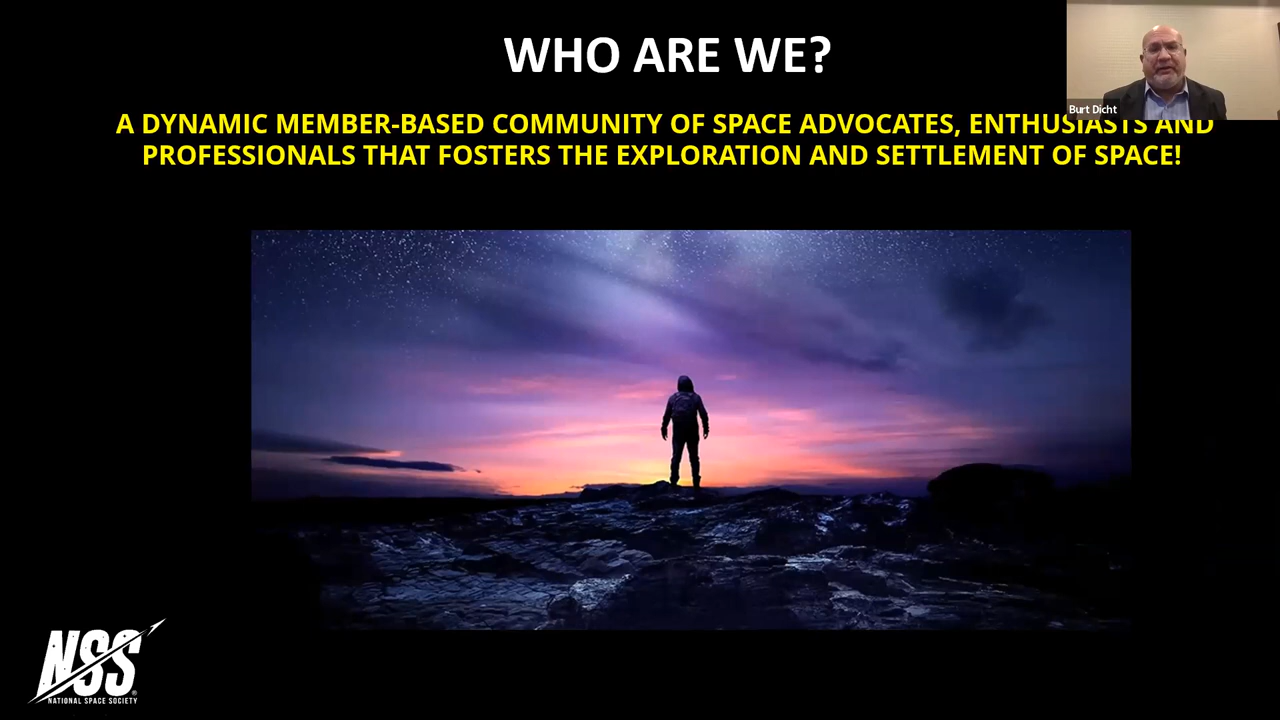 WHO ARE WE?
Burt Dicht
A DYNAMIC MEMBER-BASED COMMUNITY OF SPACE ADVOCATES, ENTHUSIASTS AND
PROFESSIONALS THAT FOSTERS THE EXPLORATION AND SETTLEMENT OF SPACE!
NSS®
NATIONAL SPACE SOCIETY